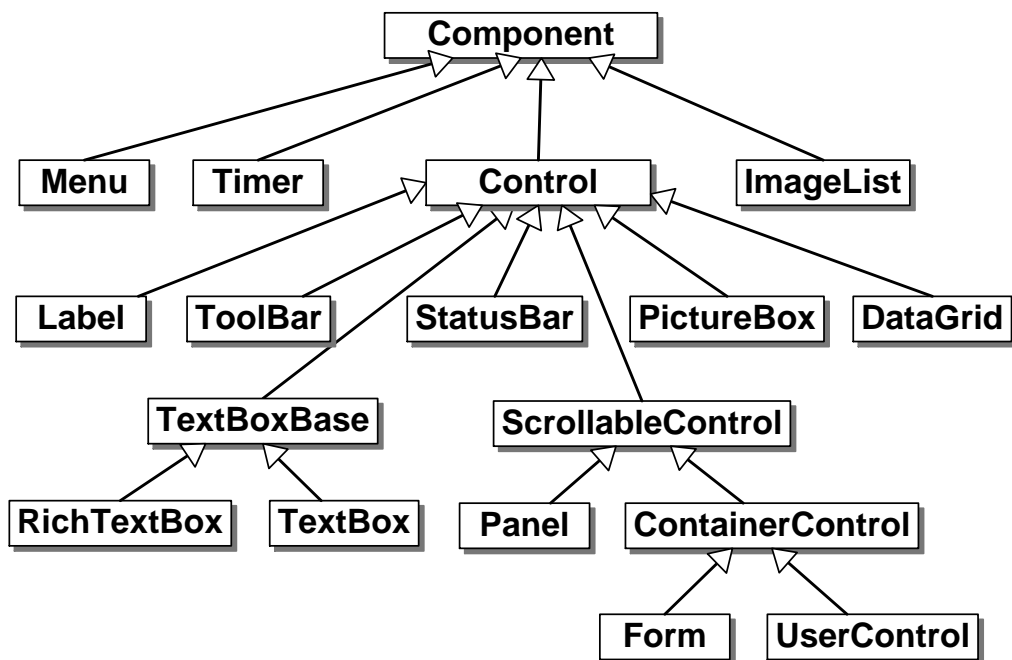 Component
Menu
Timer
Control
ImageList
Label
ToolBar
StatusBar
PictureBox
DataGrid
TextBoxBase
ScrollableControl
RichTextBox
TextBox
Panel
ContainerControl
Form
UserControl